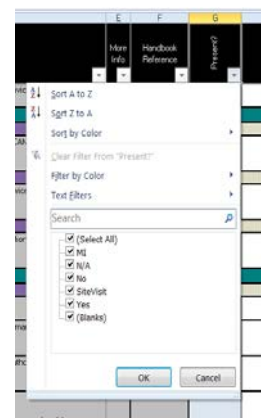 E F G
More Info
Handbook Reference
Present?
Sort A to Z
Sort Z to A
Sort by Color
Clear Filter From "Present?"
Filter by Color
Text Filters
Search
(Select All)
MI
N/A
No
SiteVisit
Yes
(Blanks)
OK Cancel